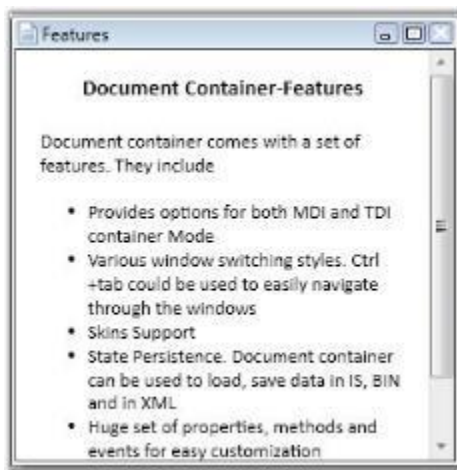 Features
Document Container-Features
Document container comes with a set of
features. They include
• Provides options for both MDI and TDI
container Mode
• Various window switching styles. Ctrl
+tab could be used to easily navigate
through the windows
• Skins Support
• State Persistence. Document container
can be used to load, save data in IS, BIN
and in XML
• Huge set of properties, methods and
events for easy customization